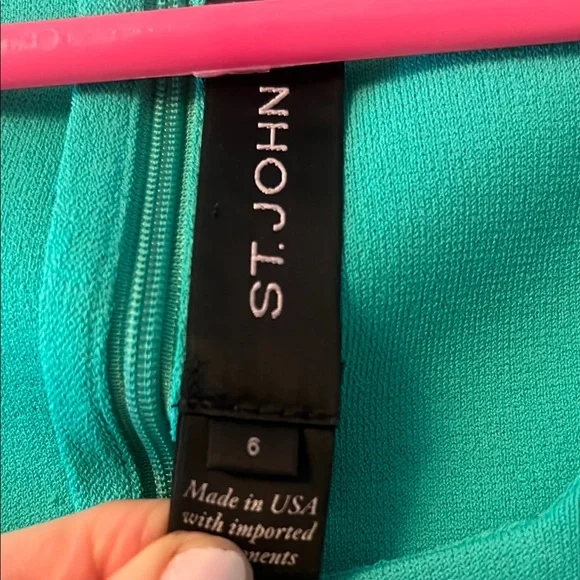 ST. JOHN
6
Made in USA
with imported